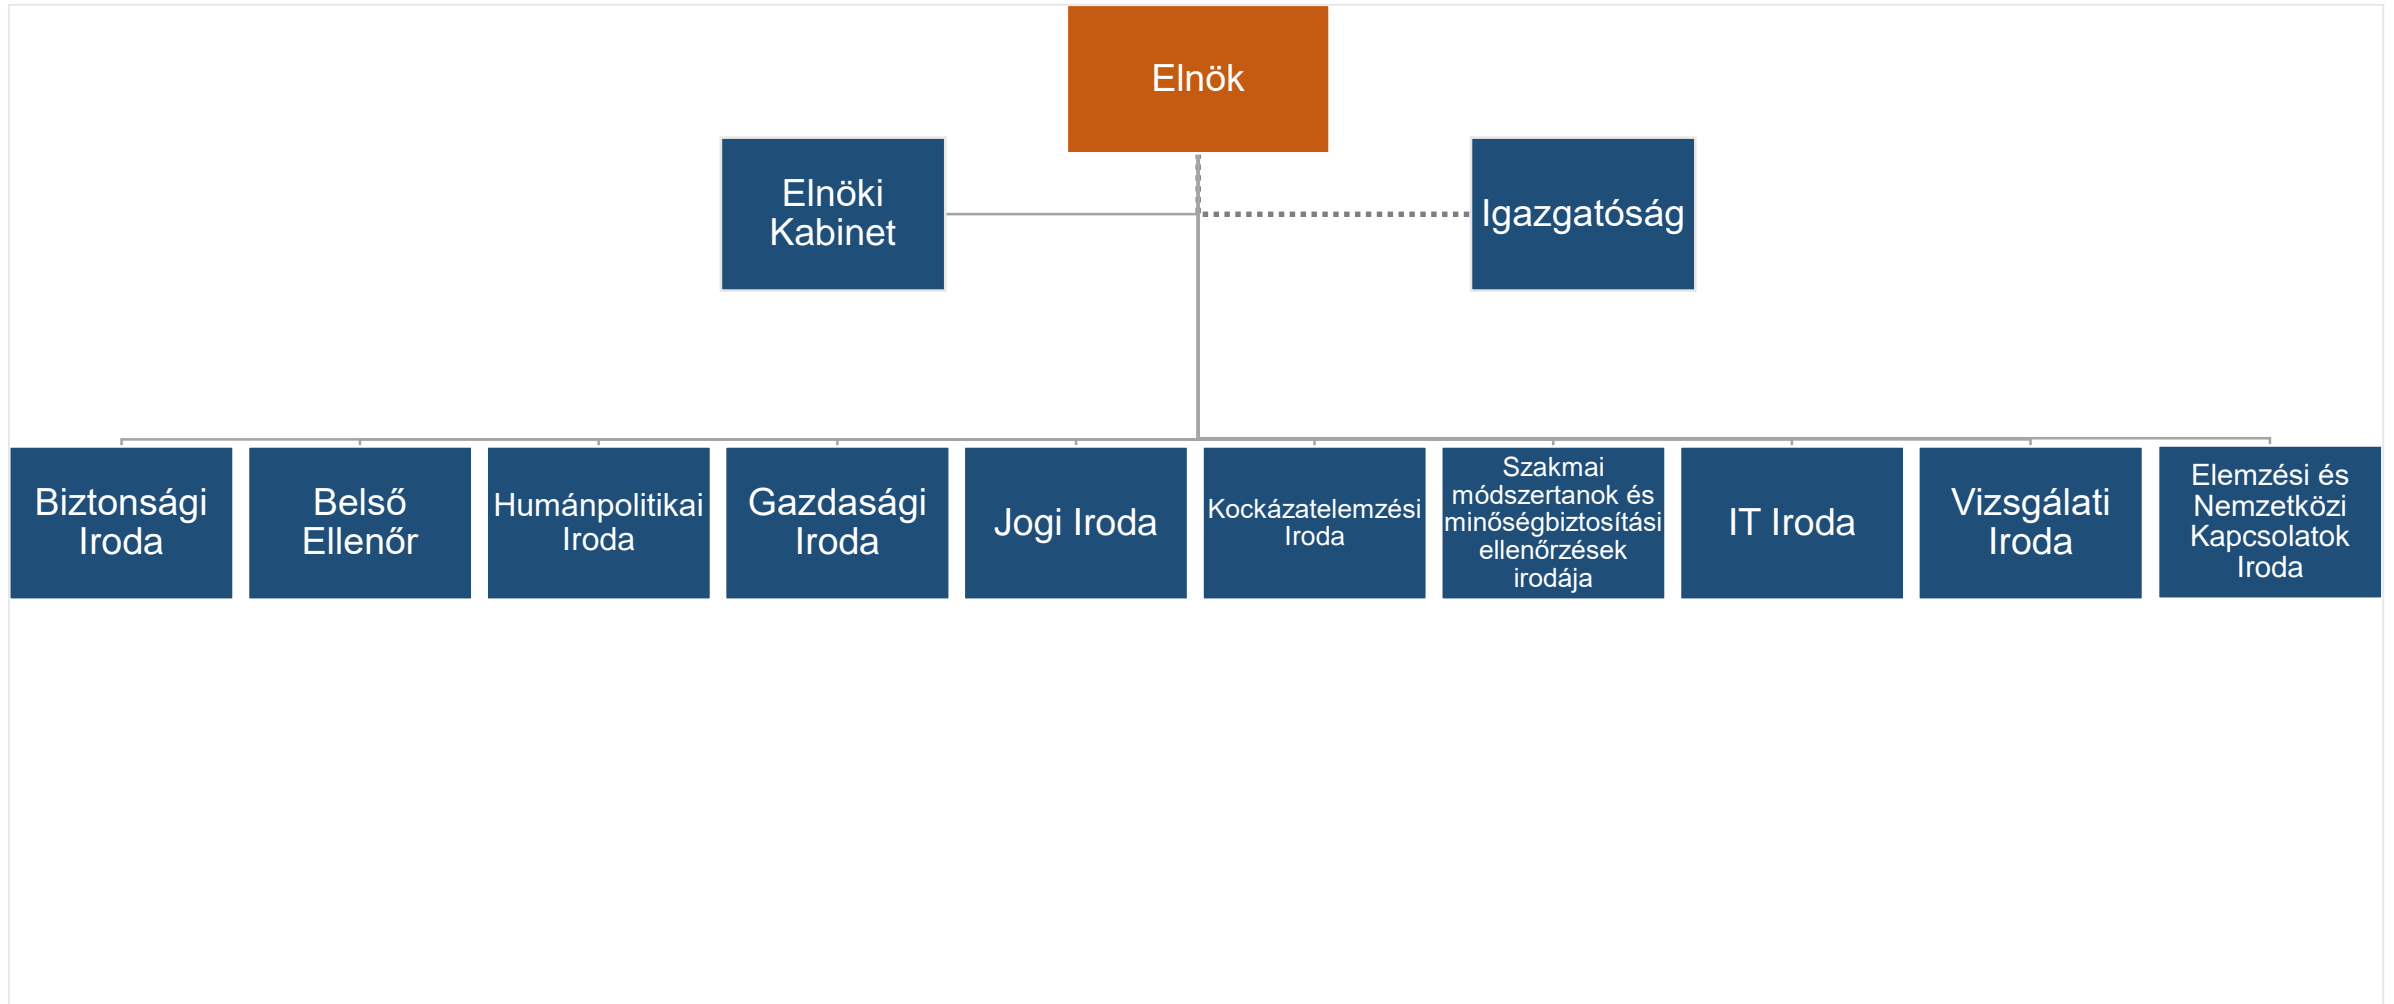 Elnök
Elnöki
Kabinet
Igazgatóság
Biztonsági
Iroda
Belső
Ellenőr
Humánpolitikai
Iroda
Gazdasági
Iroda
Jogi Iroda
Kockázatelemzési
Iroda
Szakmai
módszertanok és
minőségbiztosítási
ellenőrzések
irodája
IT Iroda
Vizsgálati
Iroda
Elemzési és
Nemzetközi
Kapcsolatok
Iroda